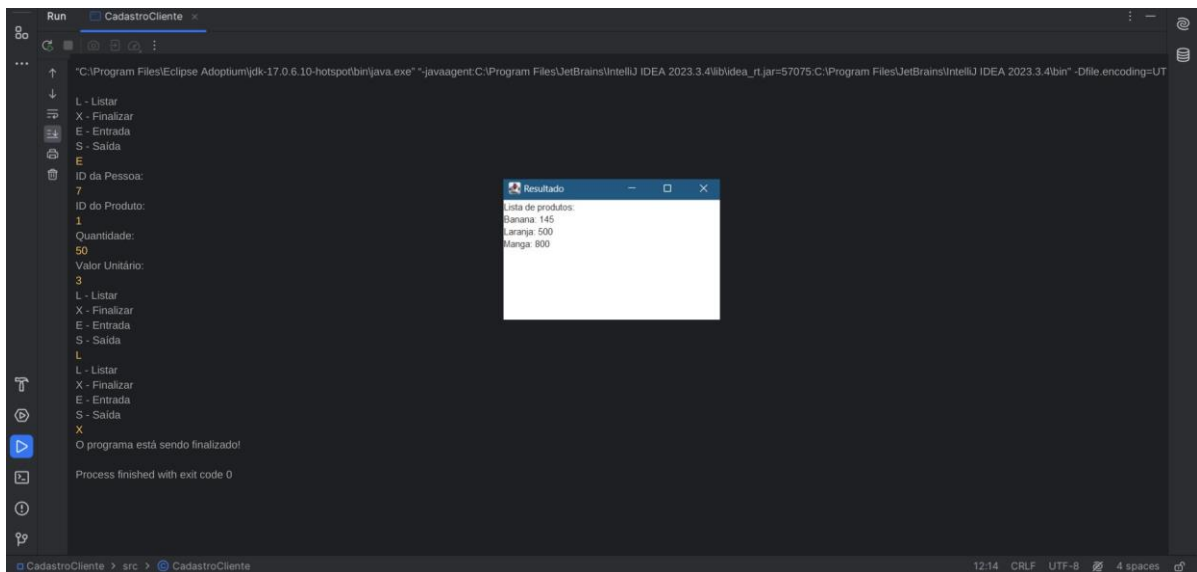 Run CadastroCliente
"C:\Program Files\Eclipse Adoptium\jdk-17.0.6.10-hotspot\bin\java.exe" "-javaagent:C:\Program Files\JetBrains\IntelliJ IDEA 2023.3.4\lib\idea_rt.jar=57075:C:\Program Files\JetBrains\IntelliJ IDEA 2023.3.4\bin" -Dfile.encoding=UT
L - Listar
X - Finalizar
E - Entrada
S - Saída
E
ID da Pessoa:
7
ID do Produto:
1
Quantidade:
50
Valor Unitário:
3
L - Listar
X - Finalizar
E - Entrada
S - Saída
L
L - Listar
X - Finalizar
E - Entrada
S - Saída
X
O programa está sendo finalizado!
Process finished with exit code 0
Resultado
Lista de produtos:
Banana: 145
Laranja: 500
Manga: 800
CadastroCliente > src > CadastroCliente
12:14 CRLF UTF-8 4 spaces